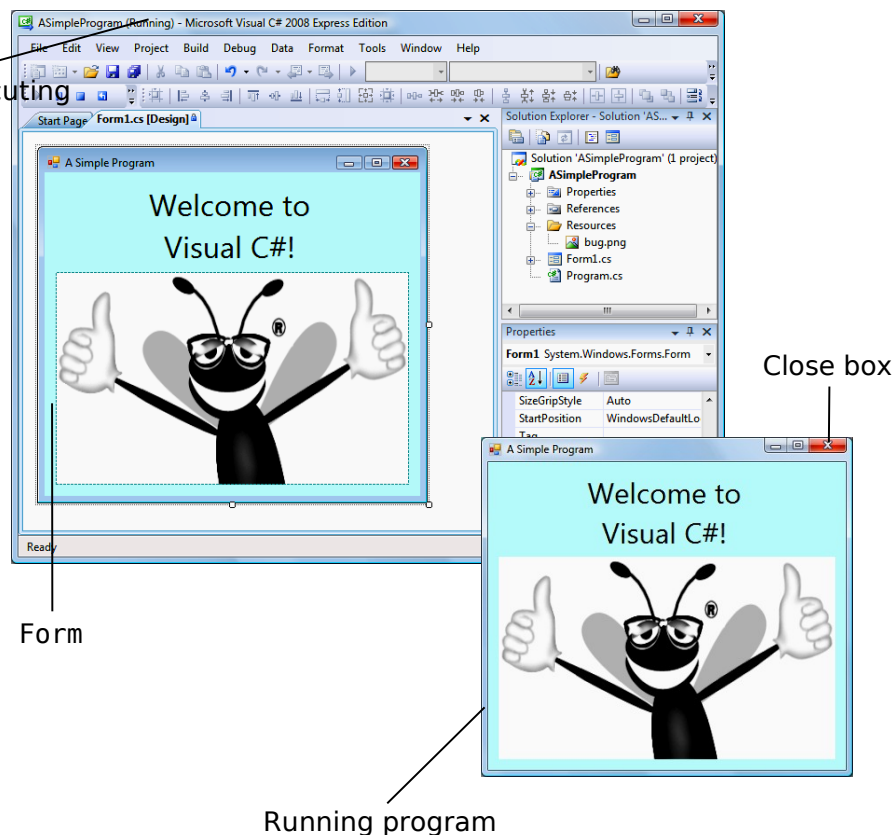 ASimpleProgram (Running) - Microsoft Visual C# 2008 Express Edition
File Edit View Project Build Debug Data Format Tools Window Help
cuting
Start Page Form1.cs [Design]
Solution Explorer - Solution 'AS...
A Simple Program
Welcome to
Visual C#!
®
Solution 'ASimpleProgram' (1 project)
ASimpleProgram
Properties
References
Resources
bug.png
Form1.cs
Program.cs
Properties
Form1 System.Windows.Forms.Form
SizeGripStyle Auto
StartPosition WindowsDefaultLo
Tag
Ready
Close box
A Simple Program
Welcome to
Visual C#!
®
Form
Running program